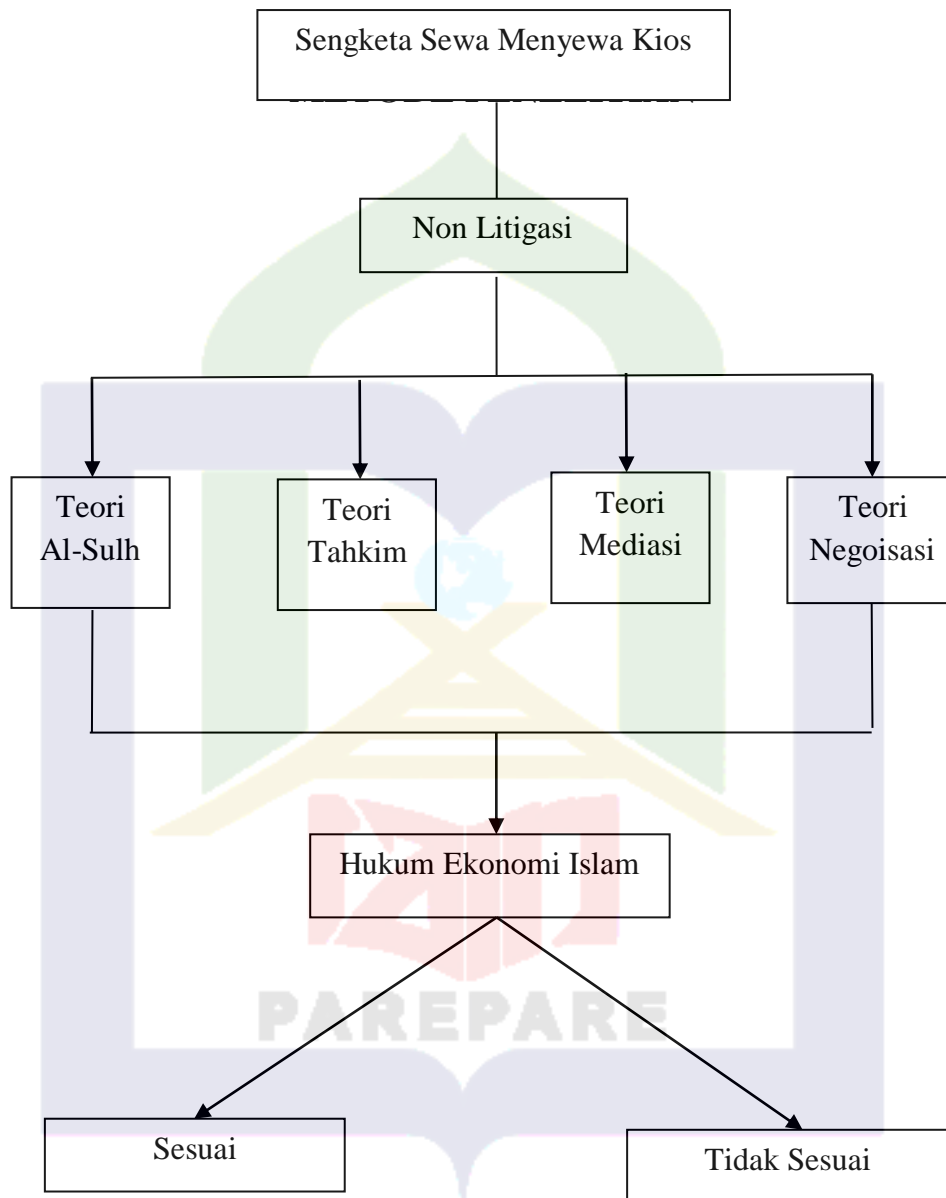 Sengketa Sewa Menyewa Kios
Non Litigasi
Teori
Al-Sulh
Teori
Tahkim
Teori
Mediasi
Teori
Negoisasi
Hukum Ekonomi Islam
PAREPARE
Sesuai
Tidak Sesuai